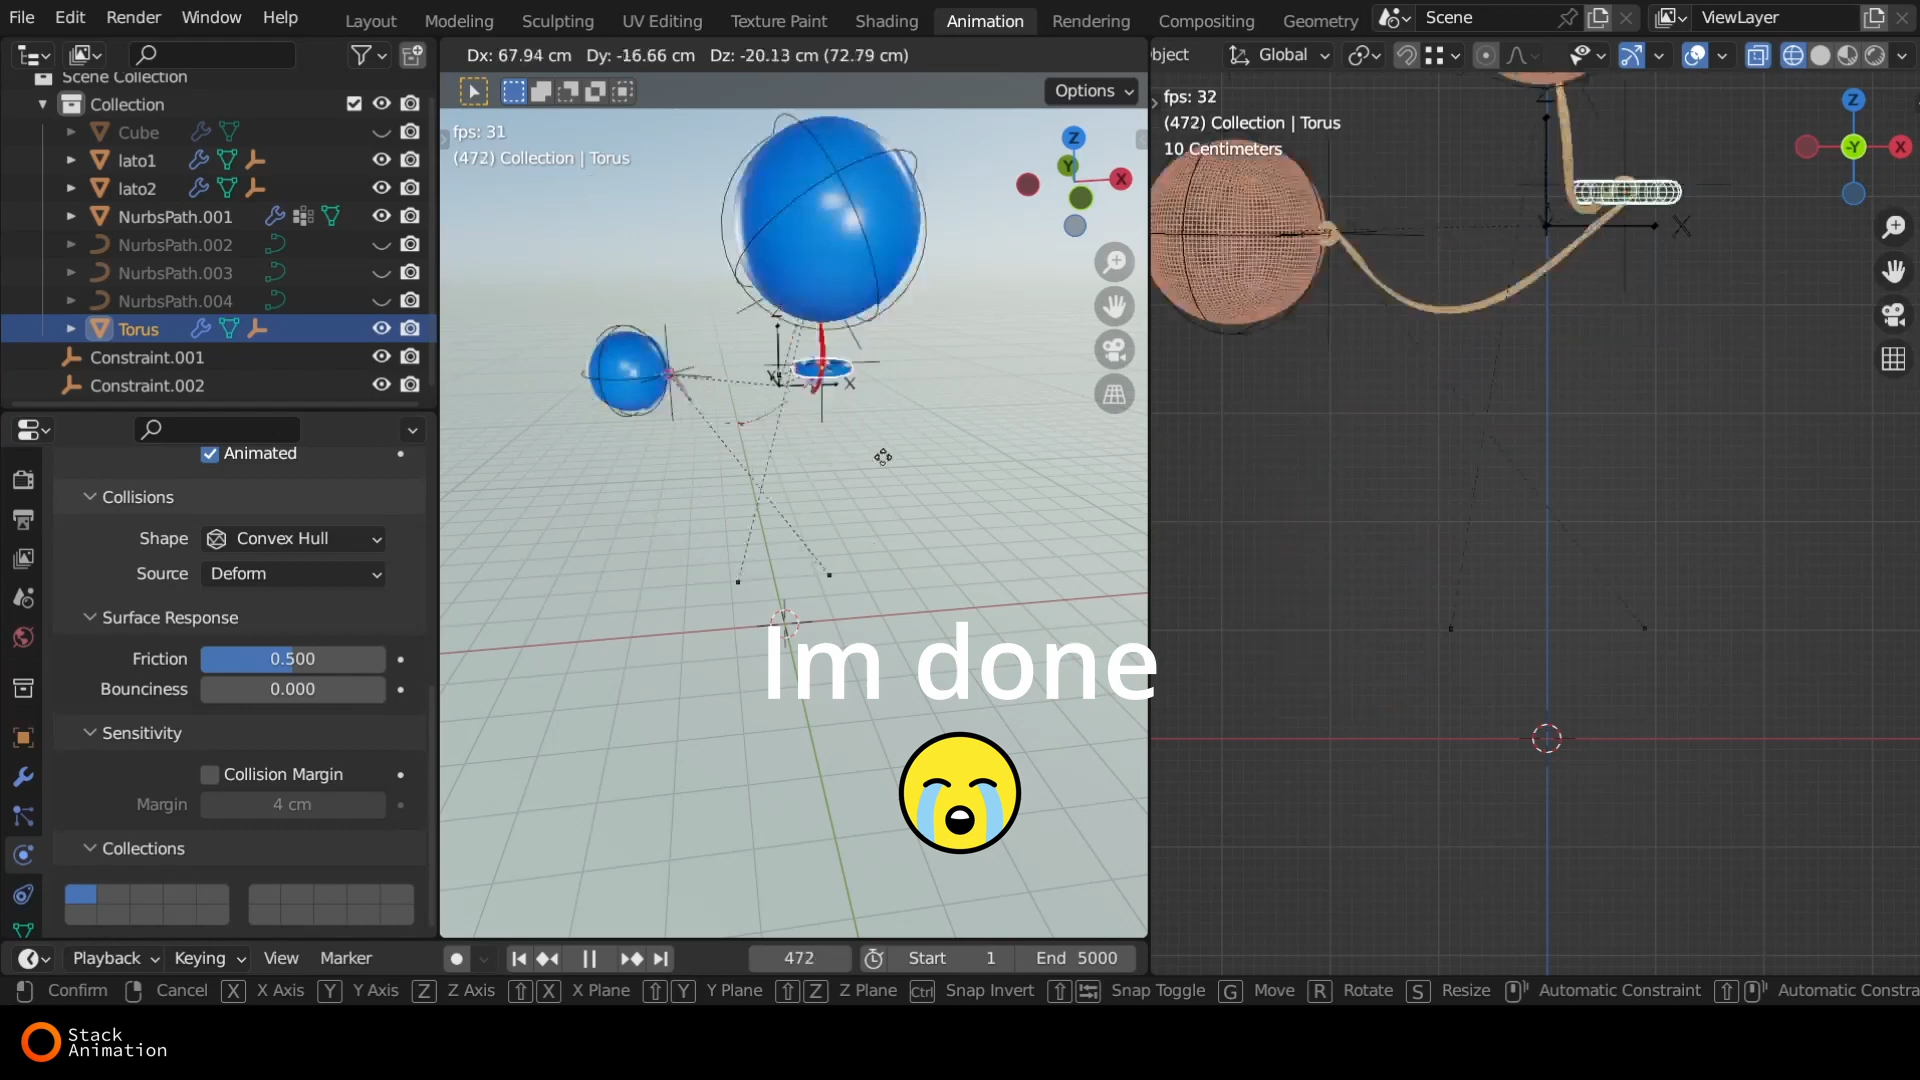 File Edit Render Window Help Layout Modeling Sculpting UV Editing Texture Paint Shading Animation Rendering Compositing Geometry Scene ViewLayer
Dx: 67.94 cm Dy: -16.66 cm Dz: -20.13 cm (72.79 cm)
bject Global
Options
Scene Collection
Collection
Cube
lato1
lato2
NurbsPath.001
NurbsPath.002
NurbsPath.003
NurbsPath.004
Torus
Constraint.001
Constraint.002
Animated
Collisions
Shape Convex Hull
Source Deform
Surface Response
Friction 0.500
Bounciness 0.000
Sensitivity
Collision Margin
Margin 4 cm
Collections
fps: 31
(472) Collection | Torus
Z
Y
X
X
fps: 32
(472) Collection | Torus
10 Centimeters
Z
-Y
X
X
Im done
Playback Keying View Marker 472 Start 1 End 5000
Confirm Cancel X X Axis Y Y Axis Z Z Axis X X Plane Y Y Plane Z Z Plane Ctrl Snap Invert Snap Toggle G Move R Rotate S Resize Automatic Constraint Automatic Constra
Stack
Animation